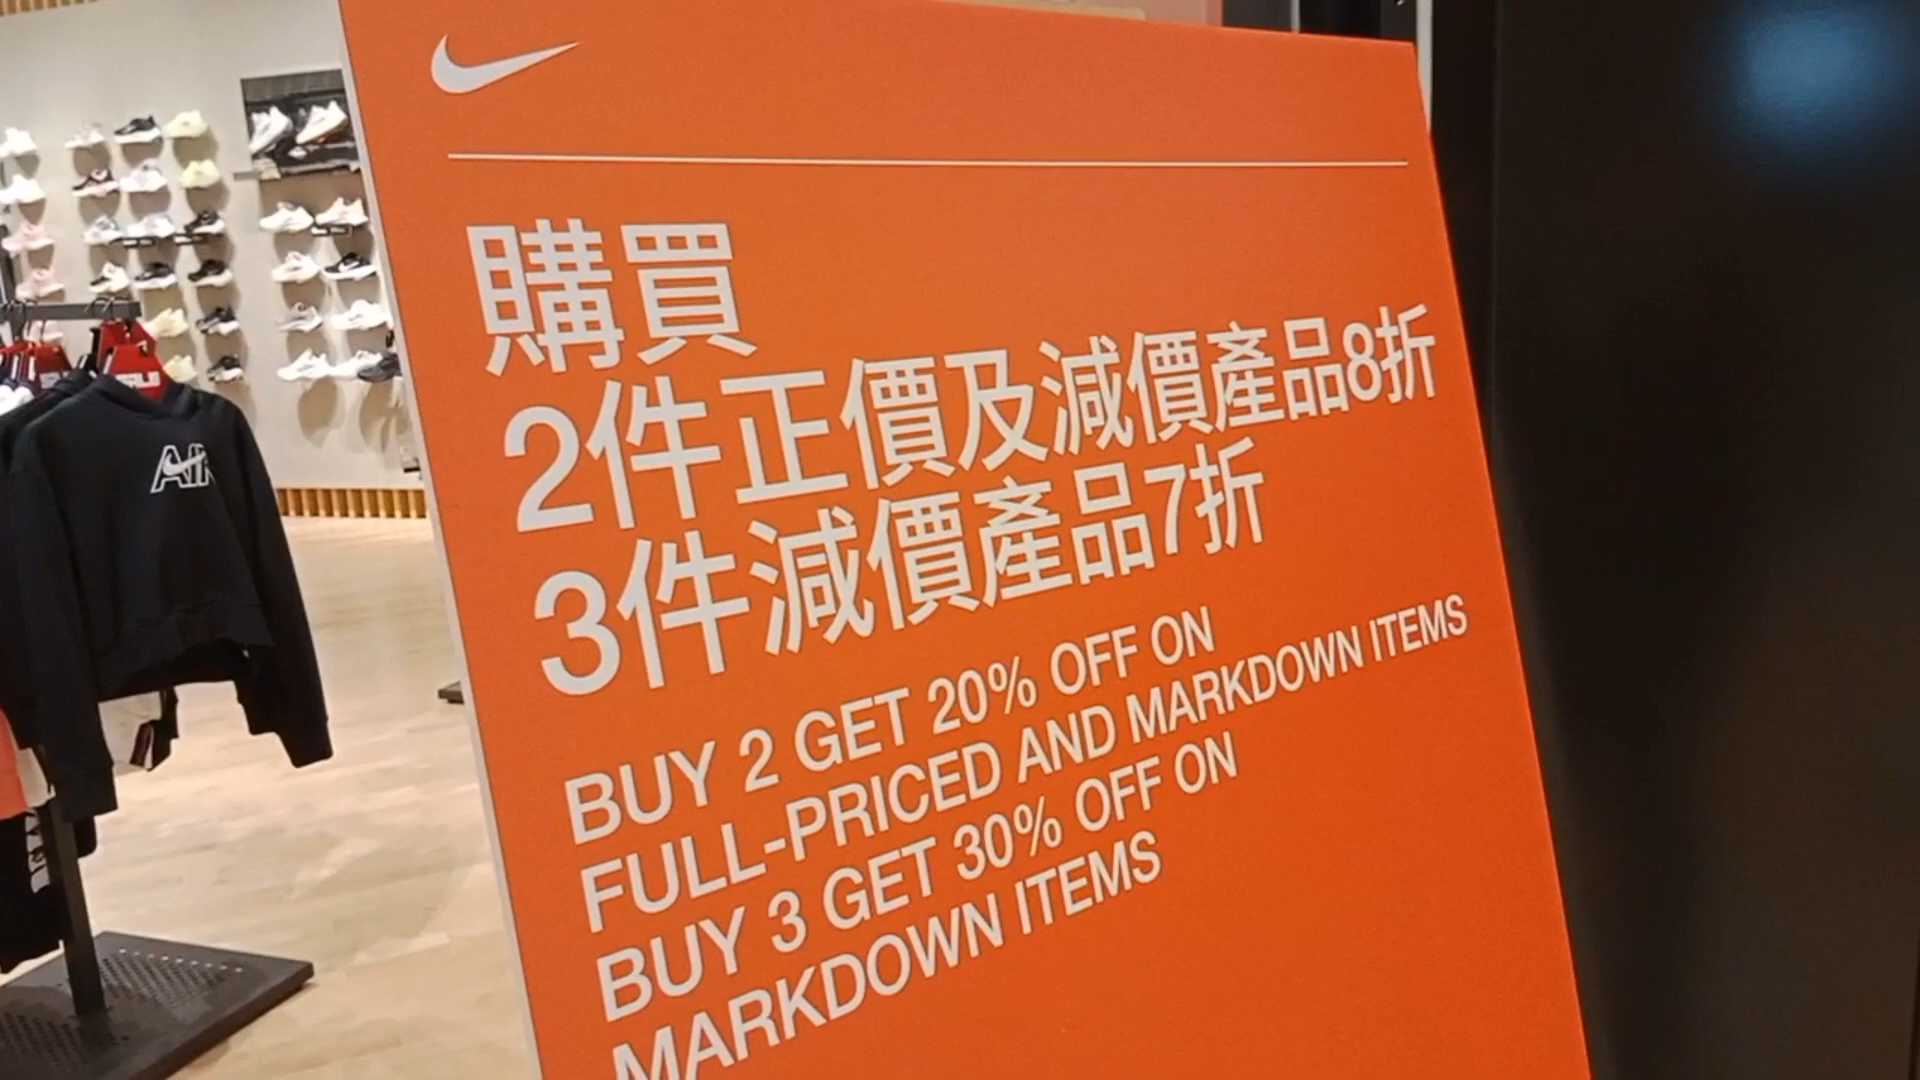 購買
2件正價及減價產品8折
3件減價產品7折
BUY 2 GET 20% OFF ON
FULL-PRICED AND MARKDOWN ITEMS
BUY 3 GET 30% OFF ON
MARKDOWN ITEMS
AIR